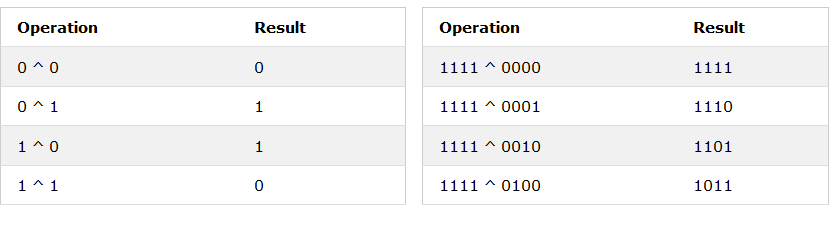 Operation Result
0 ^ 0 0
0 ^ 1 1
1 ^ 0 1
1 ^ 1 0
Operation Result
1111 ^ 0000 1111
1111 ^ 0001 1110
1111 ^ 0010 1101
1111 ^ 0100 1011